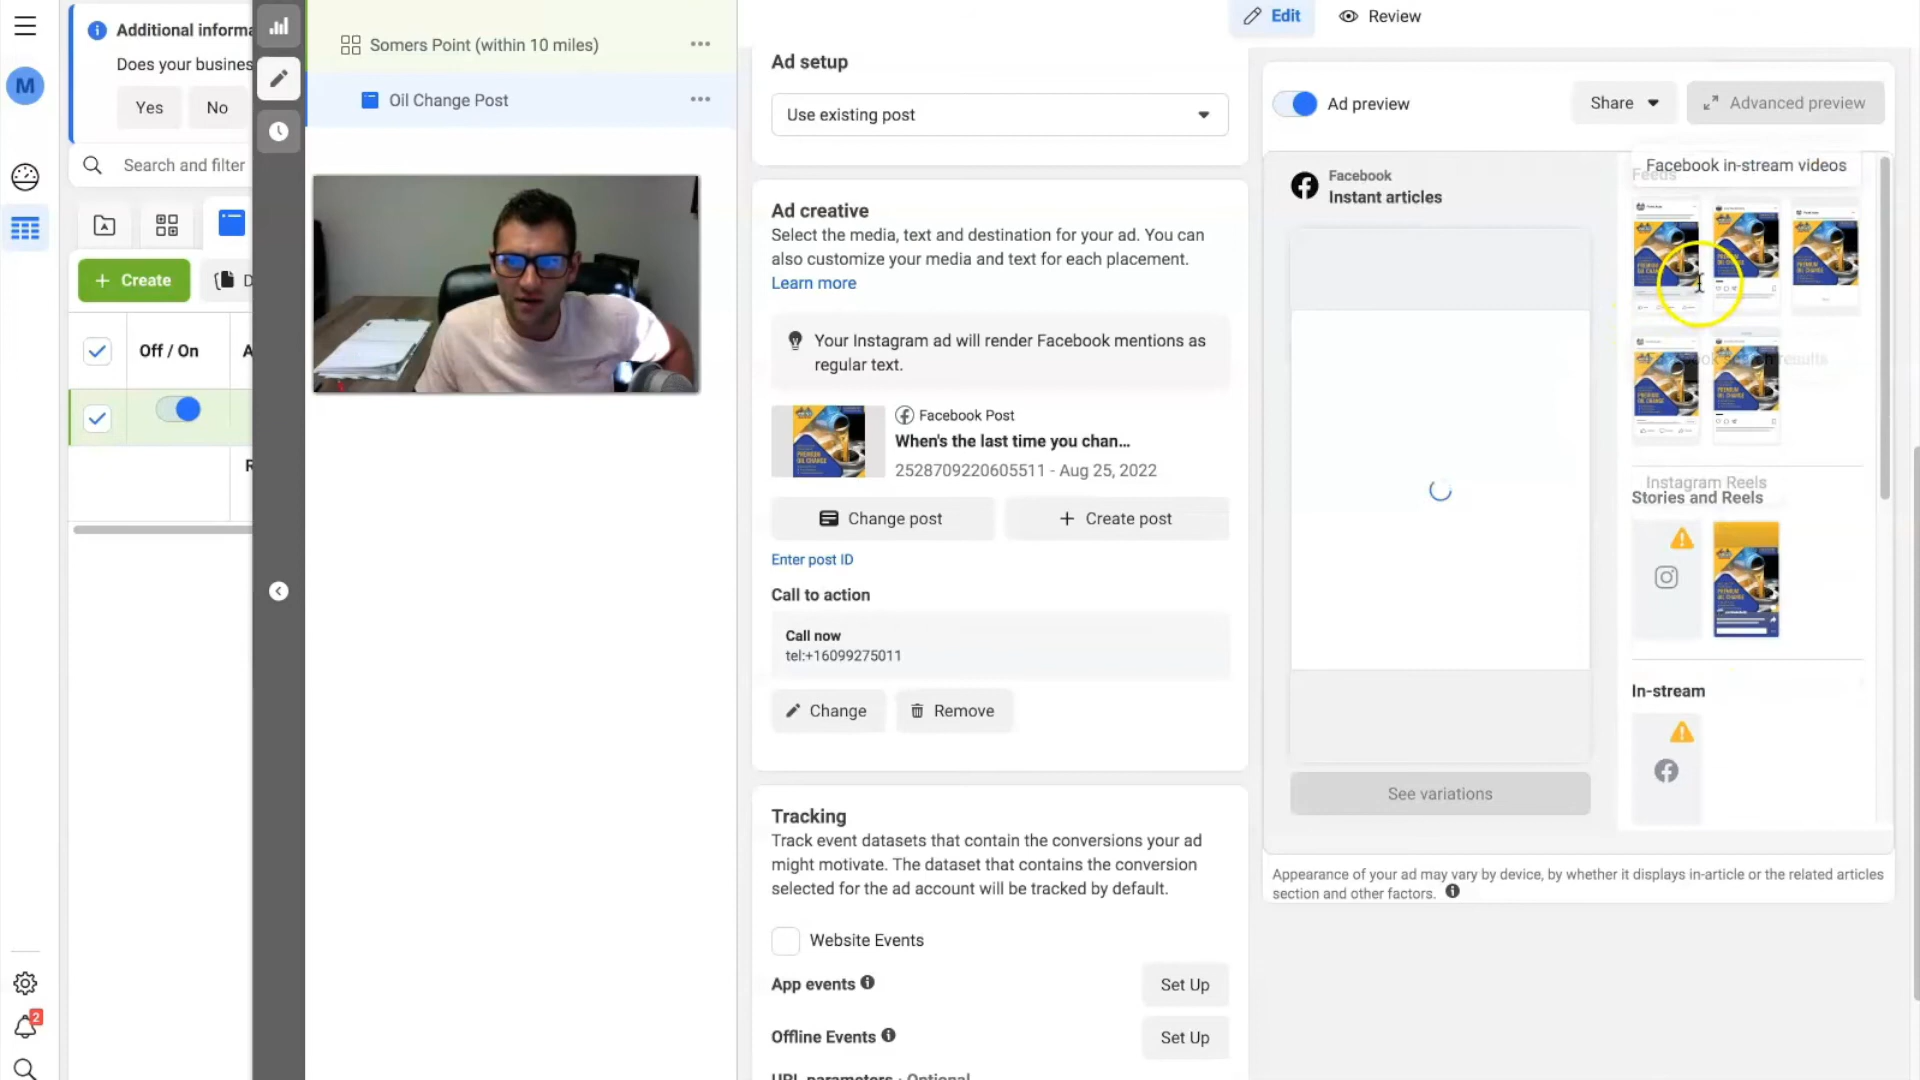 Additional informa
Does your busines
Yes
No
Search and filter
+ Create
D
Off / On
A
R
M
2
Somers Point (within 10 miles)
Oil Change Post
Edit
Review
Ad setup
Use existing post
Ad creative
Select the media, text and destination for your ad. You can
also customize your media and text for each placement.
Learn more
Your Instagram ad will render Facebook mentions as
regular text.
Facebook Post
When's the last time you chan...
2528709220605511 - Aug 25, 2022
Change post
+ Create post
Enter post ID
Call to action
Call now
tel:+16099275011
Change
Remove
Tracking
Track event datasets that contain the conversions your ad
might motivate. The dataset that contains the conversion
selected for the ad account will be tracked by default.
Website Events
App events
Set Up
Offline Events
Set Up
URL parameters • Optional
Ad preview
Share
Advanced preview
Facebook
Instant articles
Facebook in-stream videos
Feeds
results
Instagram Reels
Stories and Reels
In-stream
See variations
Appearance of your ad may vary by device, by whether it displays in-article or the related articles
section and other factors.
PREMIUM
OIL CHANGE